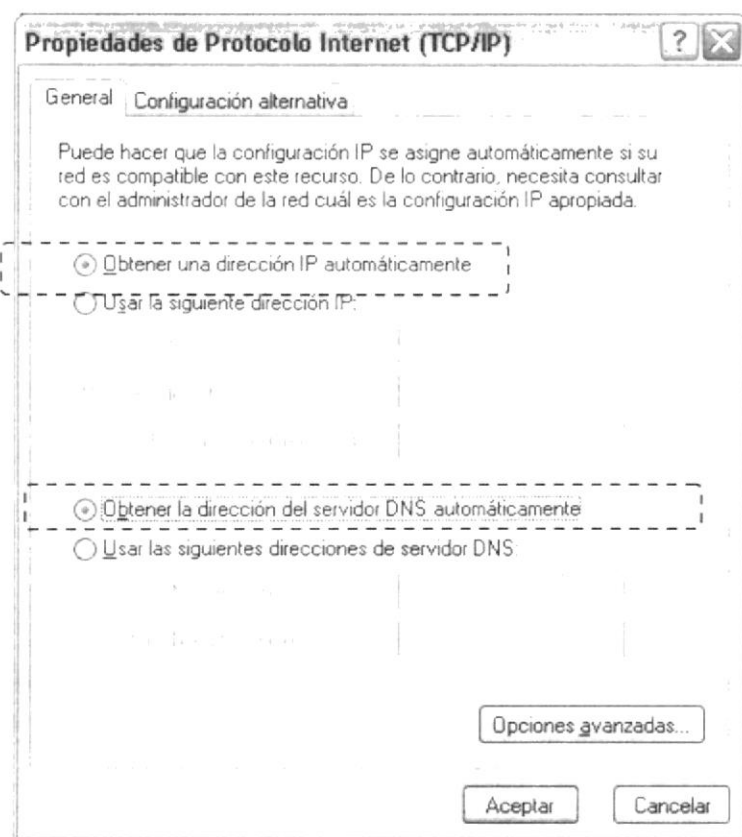 Propiedades de Protocolo Internet (TCP/IP)
General
Configuración alternativa
Puede hacer que la configuración IP se asigne automáticamente si su
red es compatible con este recurso. De lo contrario, necesita consultar
con el administrador de la red cuál es la configuración IP apropiada.
Obtener una dirección IP automáticamente
Usar la siguiente dirección IP:
Obtener la dirección del servidor DNS automáticamente
Usar las siguientes direcciones de servidor DNS:
Opciones avanzadas...
Aceptar
Cancelar